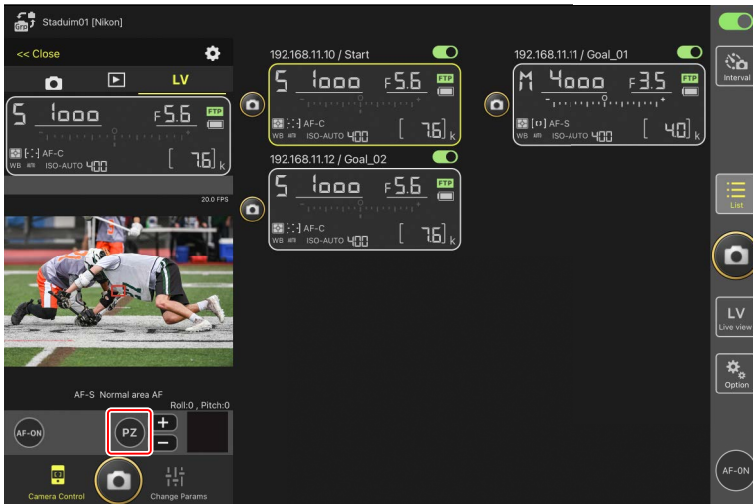 Grp Staduim01 [Nikon]
<< Close
LV
S 1000 F5.6 FTP
AF-C
WB ISO-AUTO 400 [ 7.6] k
20.0 FPS
AF-S Normal area AF
Roll:0 , Pitch:0
AF-ON PZ + −
Camera Control Change Params
192.168.11.10 / Start
S 1000 F5.6 FTP
AF-C
WB ISO-AUTO 400 [ 7.6] k
192.168.11.11 / Goal_01
M 4000 F3.5 FTP
AF-S
WB ISO-AUTO 400 [ 4.0] k
192.168.11.12 / Goal_02
S 1000 F5.6 FTP
AF-C
WB ISO-AUTO 400 [ 7.6] k
Interval
List
LV
Live view
Option
AF-ON